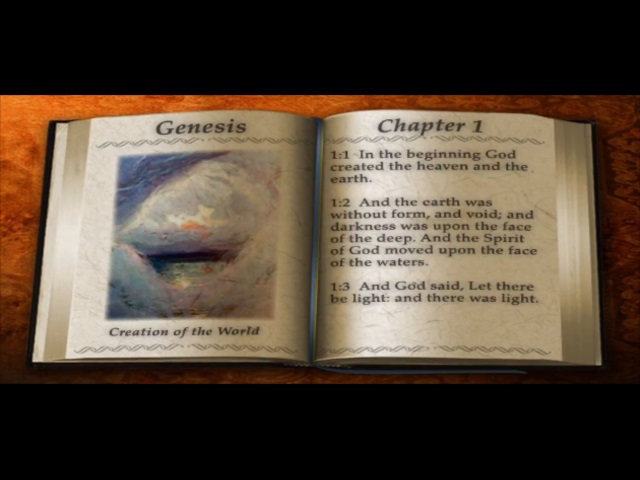 Genesis
Creation of the World
Chapter 1
1:1 In the beginning God
created the heaven and the
earth.
1:2 And the earth was
without form, and void; and
darkness was upon the face
of the deep. And the Spirit
of God moved upon the face
of the waters.
1:3 And God said, Let there
be light: and there was light.